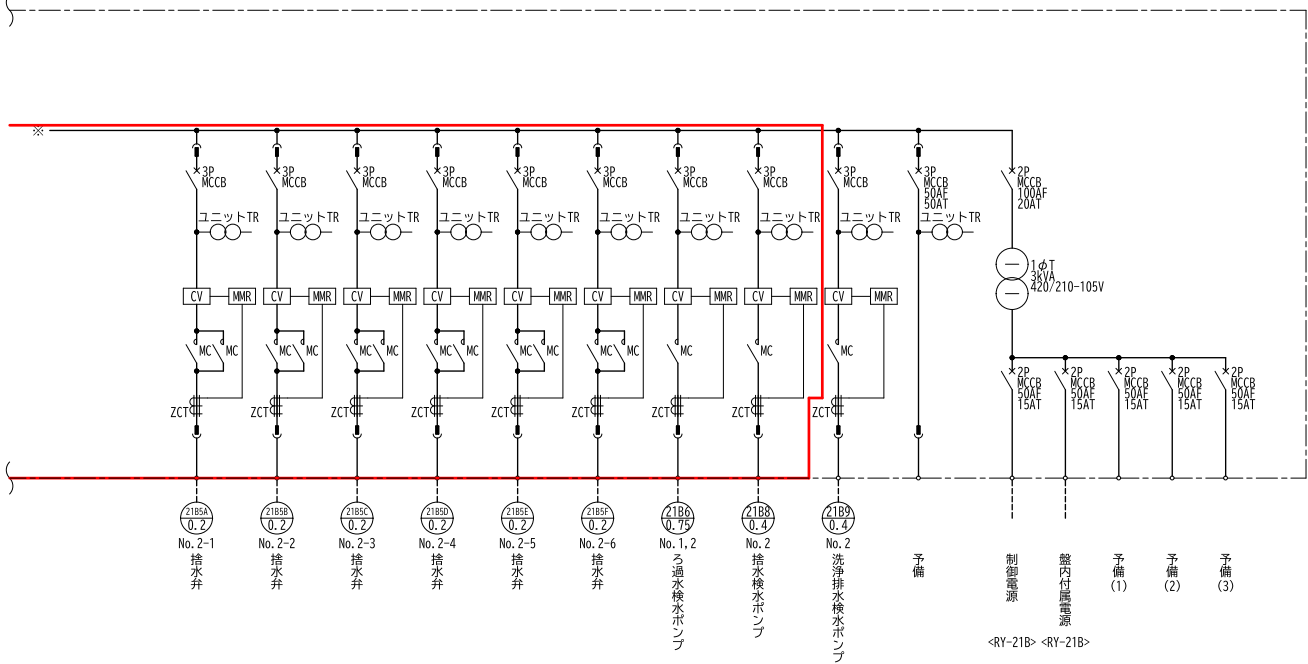 ※
3P
MCCB
3P
MCCB
3P
MCCB
3P
MCCB
3P
MCCB
3P
MCCB
3P
MCCB
3P
MCCB
3P
MCCB
3P
MCCB
50AF
50AT
2P
MCCB
100AF
20AT
ユニットTR
ユニットTR
ユニットTR
ユニットTR
ユニットTR
ユニットTR
ユニットTR
ユニットTR
ユニットTR
ユニットTR
1φT
3kVA
420/210-105V
CV MMR
CV MMR
CV MMR
CV MMR
CV MMR
CV MMR
CV MMR
CV MMR
CV MMR
MC MC
MC MC
MC MC
MC MC
MC MC
MC MC
MC
MC
MC
2P
MCCB
50AF
15AT
2P
MCCB
50AF
15AT
2P
MCCB
50AF
15AT
2P
MCCB
50AF
15AT
2P
MCCB
50AF
15AT
ZCT
ZCT
ZCT
ZCT
ZCT
ZCT
ZCT
ZCT
ZCT
21B5A
0.2
No.2-1
捨水弁
21B5B
0.2
No.2-2
捨水弁
21B5C
0.2
No.2-3
捨水弁
21B5D
0.2
No.2-4
捨水弁
21B5E
0.2
No.2-5
捨水弁
21B5F
0.2
No.2-6
捨水弁
21B6
0.75
No.1,2
ろ過水検水ポンプ
21B8
0.4
No.2
捨水検水ポンプ
21B9
0.4
No.2
洗浄排水検水ポンプ
予備
制御電源
盤内付属電源
予備
(1)
予備
(2)
予備
(3)
<RY-21B> <RY-21B>